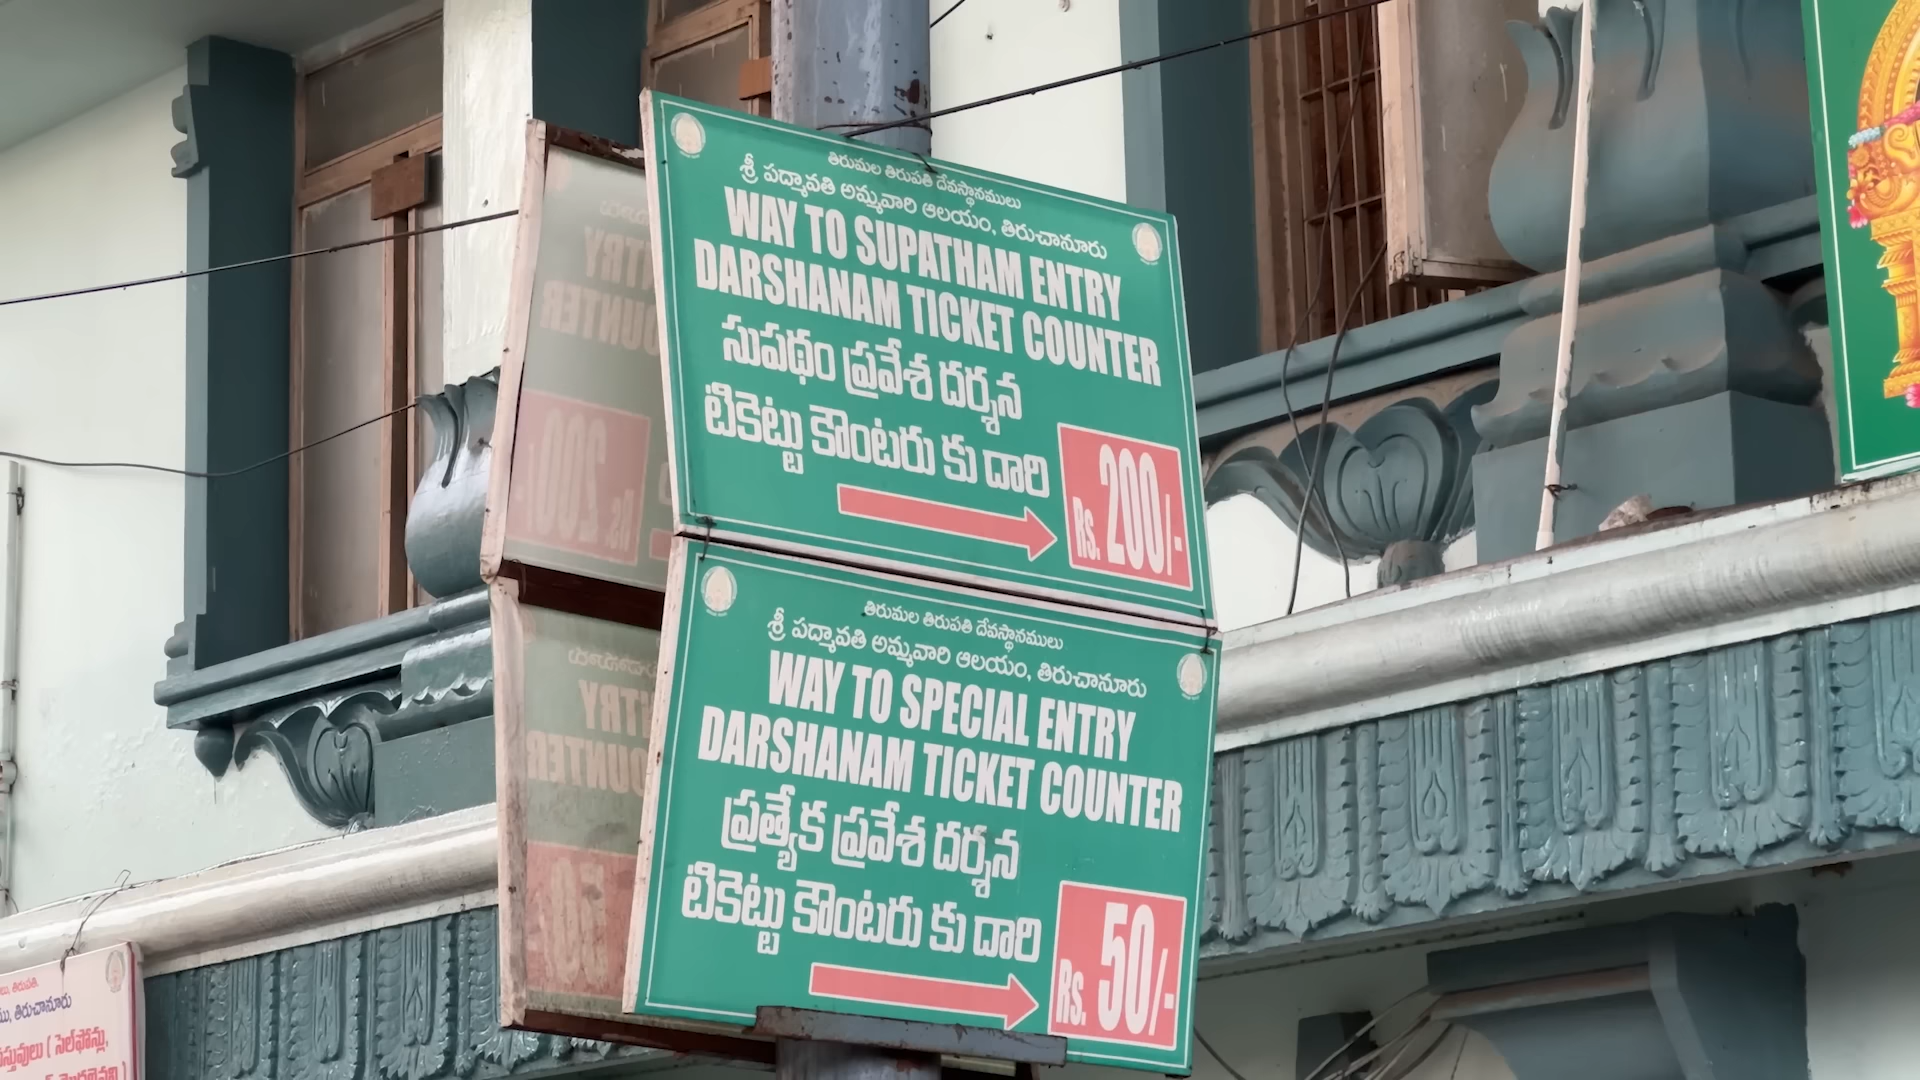 తిరుమల తిరుపతి దేవస్థానములు
శ్రీ పద్మావతి అమ్మవారి ఆలయం, తిరుచానూరు
WAY TO SUPATHAM ENTRY
DARSHANAM TICKET COUNTER
సుపథం ప్రవేశ దర్శన
టికెట్టు కౌంటరు కు దారి
Rs. 200/-
తిరుమల తిరుపతి దేవస్థానములు
శ్రీ పద్మావతి అమ్మవారి ఆలయం, తిరుచానూరు
WAY TO SPECIAL ENTRY
DARSHANAM TICKET COUNTER
ప్రత్యేక ప్రవేశ దర్శన
టికెట్టు కౌంటరు కు దారి
Rs. 50/-
తిరుపతి.
తిరుచానూరు
( సెల్‌ఫోన్లు,